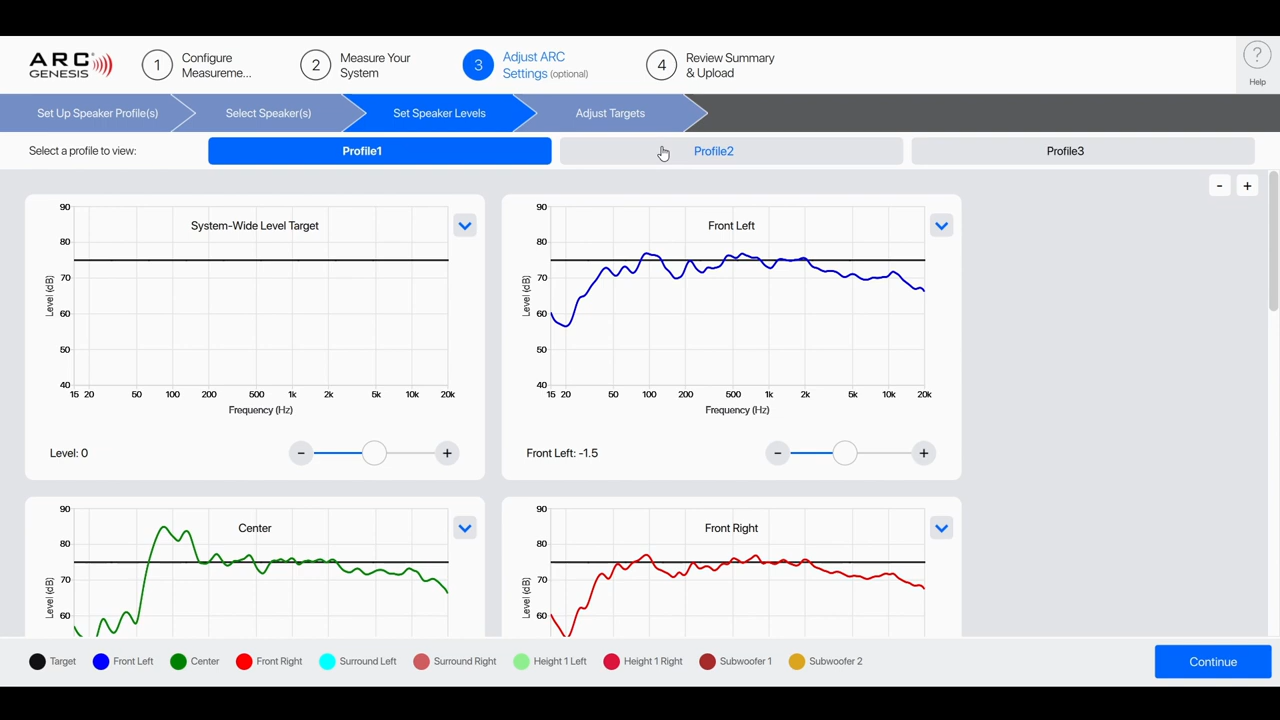 ARC
GENESIS
1
Configure
Measureme...
2
Measure Your
System
3
Adjust ARC
Settings (optional)
4
Review Summary
& Upload
?
Help
Set Up Speaker Profile(s)
Select Speaker(s)
Set Speaker Levels
Adjust Targets
Select a profile to view:
Profile1
Profile2
Profile3
- +
System-Wide Level Target
90
80
70
60
50
40
Level (dB)
15 20 50 100 200 500 1k 2k 5k 10k 20k
Frequency (Hz)
Level: 0
- +
Front Left
90
80
70
60
50
40
Level (dB)
15 20 50 100 200 500 1k 2k 5k 10k 20k
Frequency (Hz)
Front Left: -1.5
- +
Center
90
80
70
60
Level (dB)
Front Right
90
80
70
60
Level (dB)
Target
Front Left
Center
Front Right
Surround Left
Surround Right
Height 1 Left
Height 1 Right
Subwoofer 1
Subwoofer 2
Continue